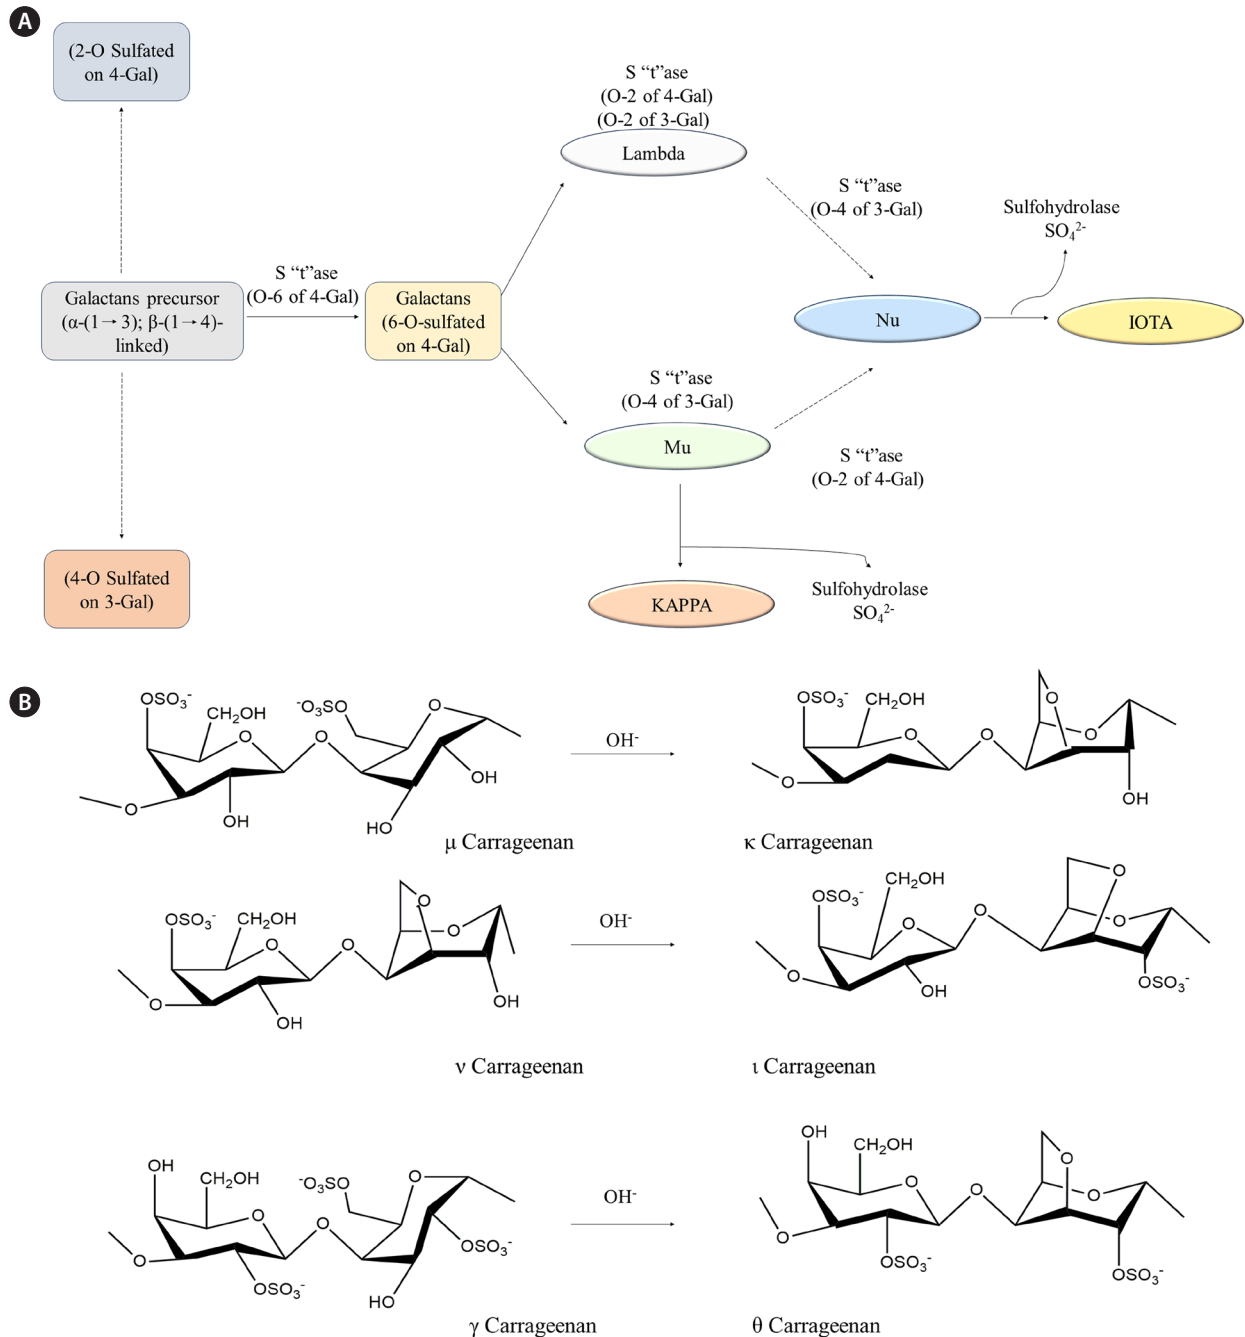 A
(2-O Sulfated
on 4-Gal)
S “t”ase
(O-2 of 4-Gal)
(O-2 of 3-Gal)
Lambda
S “t”ase
(O-4 of 3-Gal)
Sulfohydrolase
SO₄²⁻
Galactans precursor
(α-(1→3); β-(1→4)-
linked)
S “t”ase
(O-6 of 4-Gal)
Galactans
(6-O-sulfated
on 4-Gal)
Nu
IOTA
S “t”ase
(O-4 of 3-Gal)
Mu
S “t”ase
(O-2 of 4-Gal)
(4-O Sulfated
on 3-Gal)
KAPPA
Sulfohydrolase
SO₄²⁻
B
OSO₃⁻
CH₂OH
O
O
OH
O
⁻O₃SO
O
OH
HO
μ Carrageenan
OH⁻
OSO₃⁻
CH₂OH
O
O
O
O
O
OH
κ Carrageenan
OSO₃⁻
CH₂OH
O
O
OH
O
O
O
OH
ν Carrageenan
OH⁻
OSO₃⁻
CH₂OH
O
O
OH
O
O
O
OSO₃⁻
ι Carrageenan
OH
CH₂OH
O
O
OSO₃⁻
O
⁻O₃SO
O
OSO₃⁻
HO
γ Carrageenan
OH⁻
OH
CH₂OH
O
O
OSO₃⁻
O
O
O
OSO₃⁻
θ Carrageenan